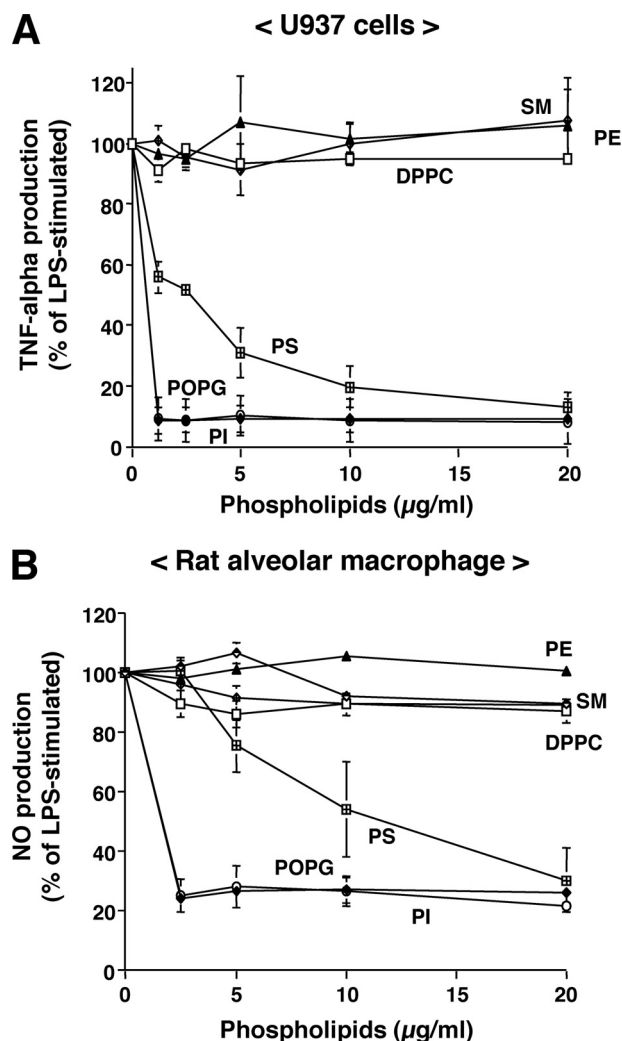 A
< U937 cells >
TNF-alpha production
(% of LPS-stimulated)
120
100
80
60
40
20
0
SM
PE
DPPC
PS
POPG
PI
0
5
10
15
20
Phospholipids (µg/ml)
B
< Rat alveolar macrophage >
NO production
(% of LPS-stimulated)
120
100
80
60
40
20
0
PE
SM
DPPC
PS
POPG
PI
0
5
10
15
20
Phospholipids (µg/ml)